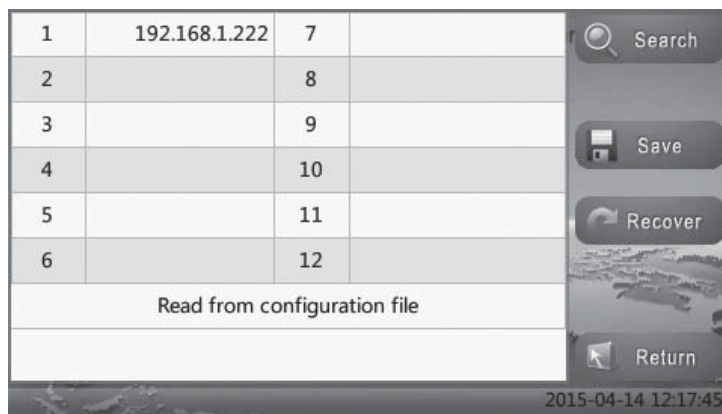 1 192.168.1.222 7
Search
2 8
3 9
Save
4 10
5 11
Recover
6 12
Read from configuration file
Return
2015-04-14 12:17:45